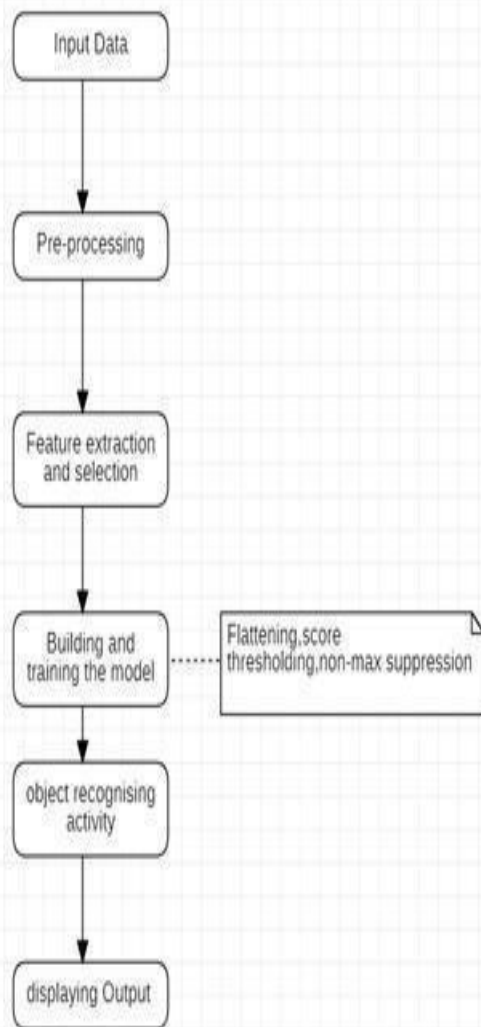 Input Data
Pre-processing
Feature extraction
and selection
Building and
training the model
Flattening,score
thresholding,non-max suppression
object recognising
activity
displaying Output